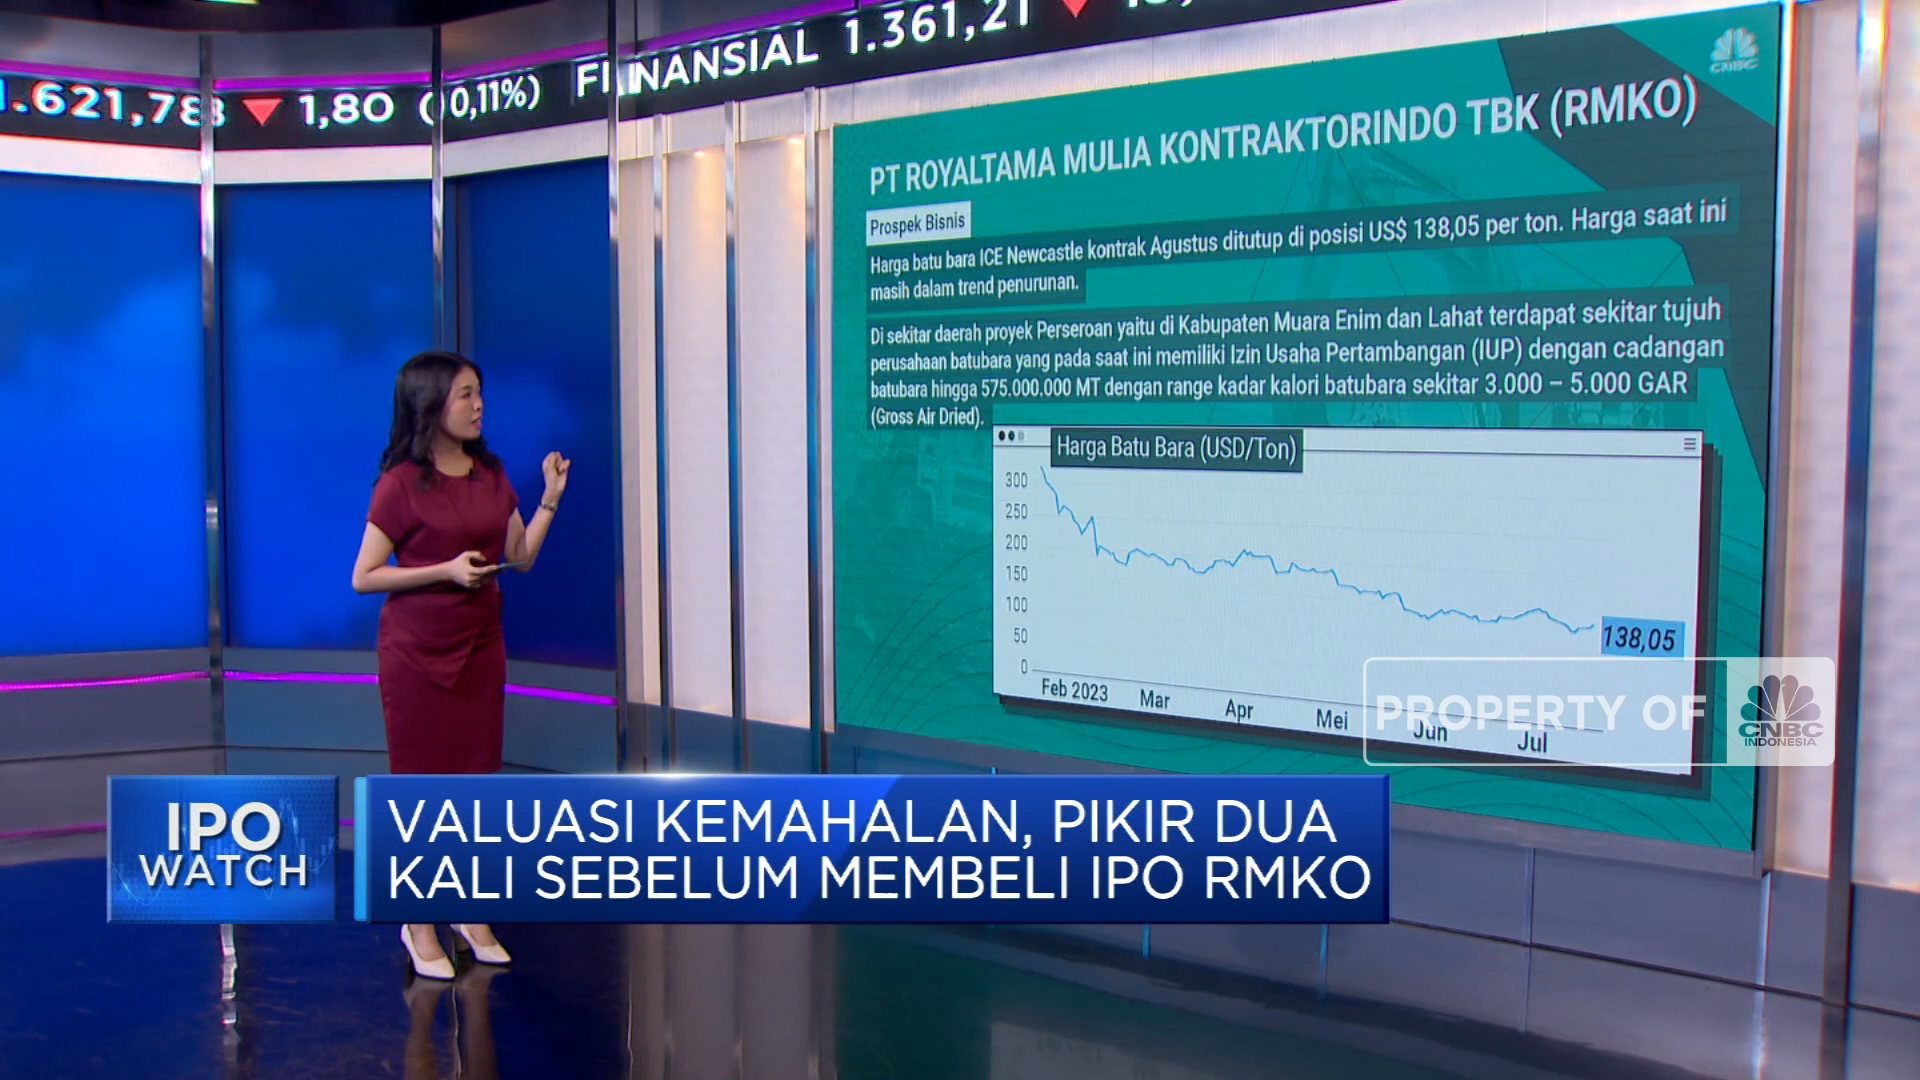 1.621,78 1,80 (0,11%) FINANSIAL 1.361,21
CNBC
PT ROYALTAMA MULIA KONTRAKTORINDO TBK (RMKO)
Prospek Bisnis
Harga batu bara ICE Newcastle kontrak Agustus ditutup di posisi US$ 138,05 per ton. Harga saat ini
masih dalam trend penurunan.
Di sekitar daerah proyek Perseroan yaitu di Kabupaten Muara Enim dan Lahat terdapat sekitar tujuh
perusahaan batubara yang pada saat ini memiliki Izin Usaha Pertambangan (IUP) dengan cadangan
batubara hingga 575.000.000 MT dengan range kadar kalori batubara sekitar 3.000 – 5.000 GAR
(Gross Air Dried).
Harga Batu Bara (USD/Ton)
300
250
200
150
100
50
0
138,05
Feb 2023 Mar Apr Mei Jun Jul
PROPERTY OF
CNBC
INDONESIA
IPO
WATCH
VALUASI KEMAHALAN, PIKIR DUA
KALI SEBELUM MEMBELI IPO RMKO